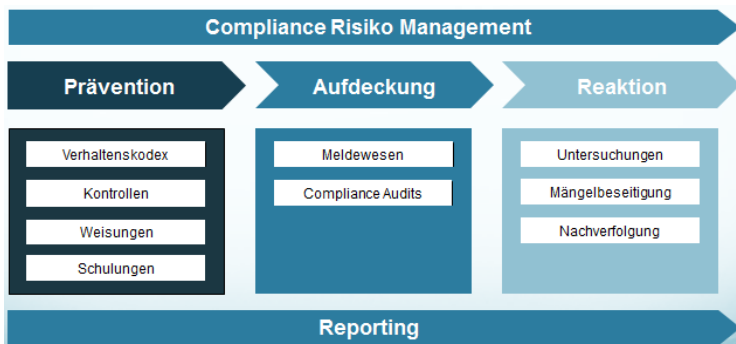 Compliance Risiko Management
Prävention
Aufdeckung
Reaktion
Verhaltenskodex
Kontrollen
Weisungen
Schulungen
Meldewesen
Compliance Audits
Untersuchungen
Mängelbeseitigung
Nachverfolgung
Reporting